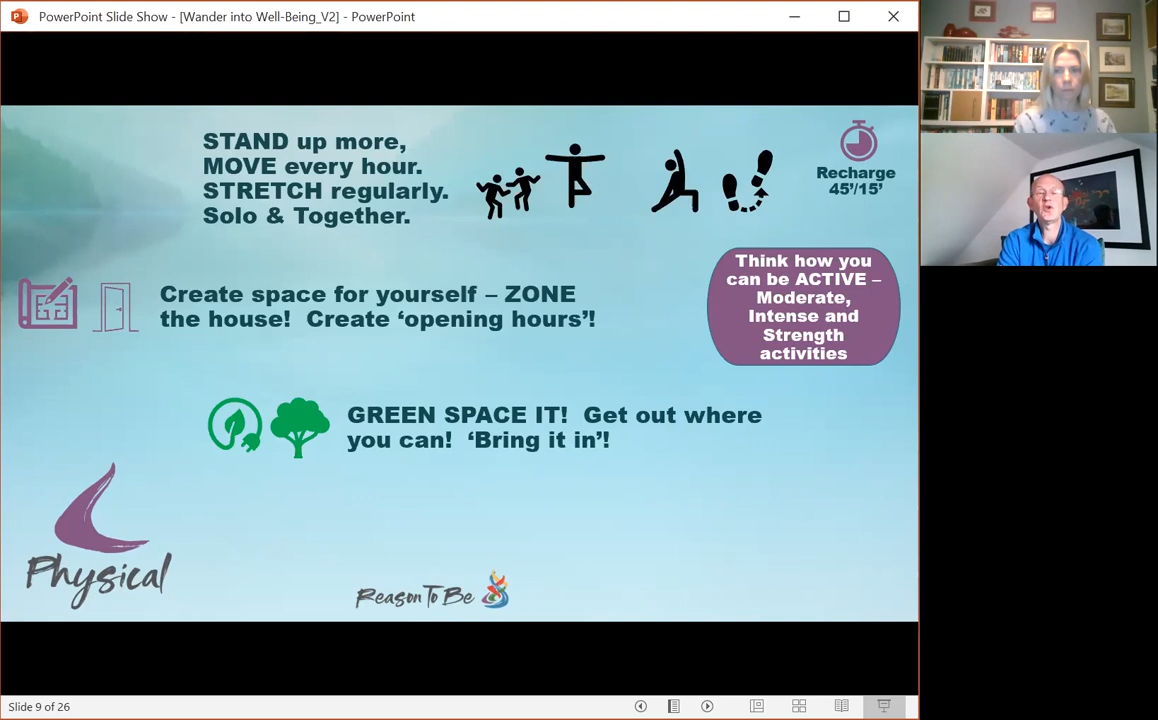 PowerPoint Slide Show - [Wander into Well-Being_V2] - PowerPoint
STAND up more,
MOVE every hour.
STRETCH regularly.
Solo & Together.
Recharge
45’/15’
Think how you
can be ACTIVE –
Moderate,
Intense and
Strength
activities
Create space for yourself – ZONE
the house!  Create ‘opening hours’!
GREEN SPACE IT!  Get out where
you can!  ‘Bring it in’!
Physical
Reason To Be
Slide 9 of 26